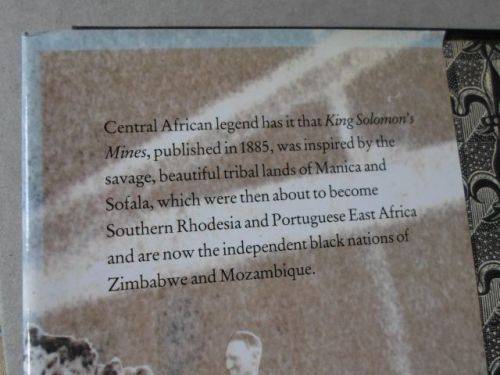 Central African legend has it that King Solomon's
Mines, published in 1885, was inspired by the
savage, beautiful tribal lands of Manica and
Sofala, which were then about to become
Southern Rhodesia and Portuguese East Africa
and are now the independent black nations of
Zimbabwe and Mozambique.